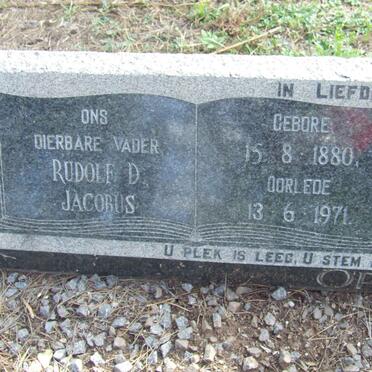 IN LIEFD
ONS
DIERBARE VADER
RUDOLF D.
JACOBUS
GEBORE
15 8 1880,
OORLEDE
13 6 1971.
U PLEK IS LEEG, U STEM